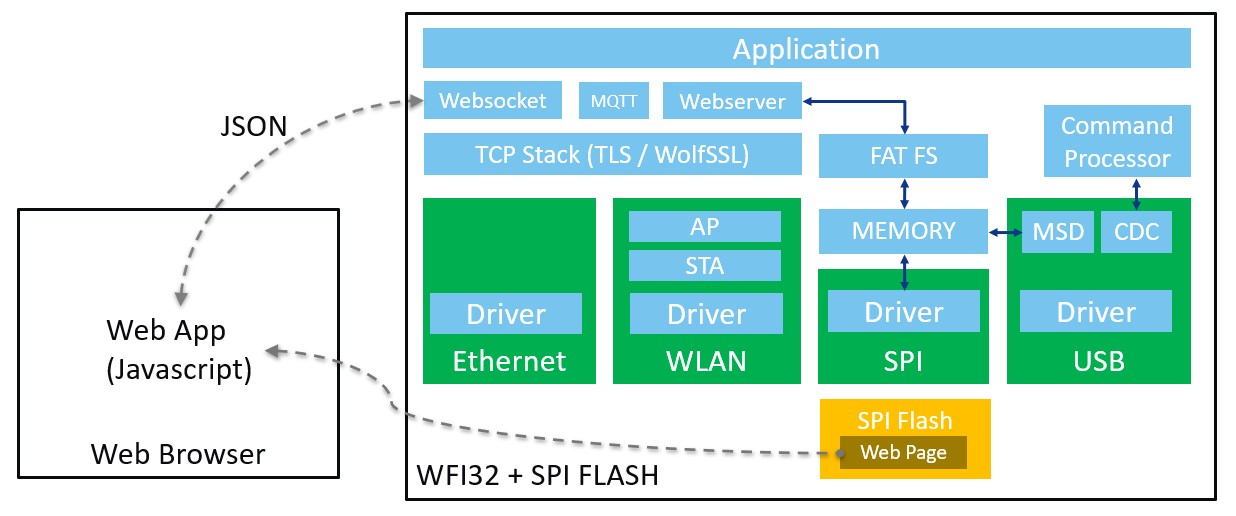 Application
Websocket
MQTT
Webserver
JSON
Command
Processor
TCP Stack (TLS / WolfSSL)
FAT FS
AP
STA
MEMORY
MSD
CDC
Driver
Driver
Driver
Driver
Ethernet
WLAN
SPI
USB
Web App
(Javascript)
Web Browser
SPI Flash
Web Page
WFI32 + SPI FLASH